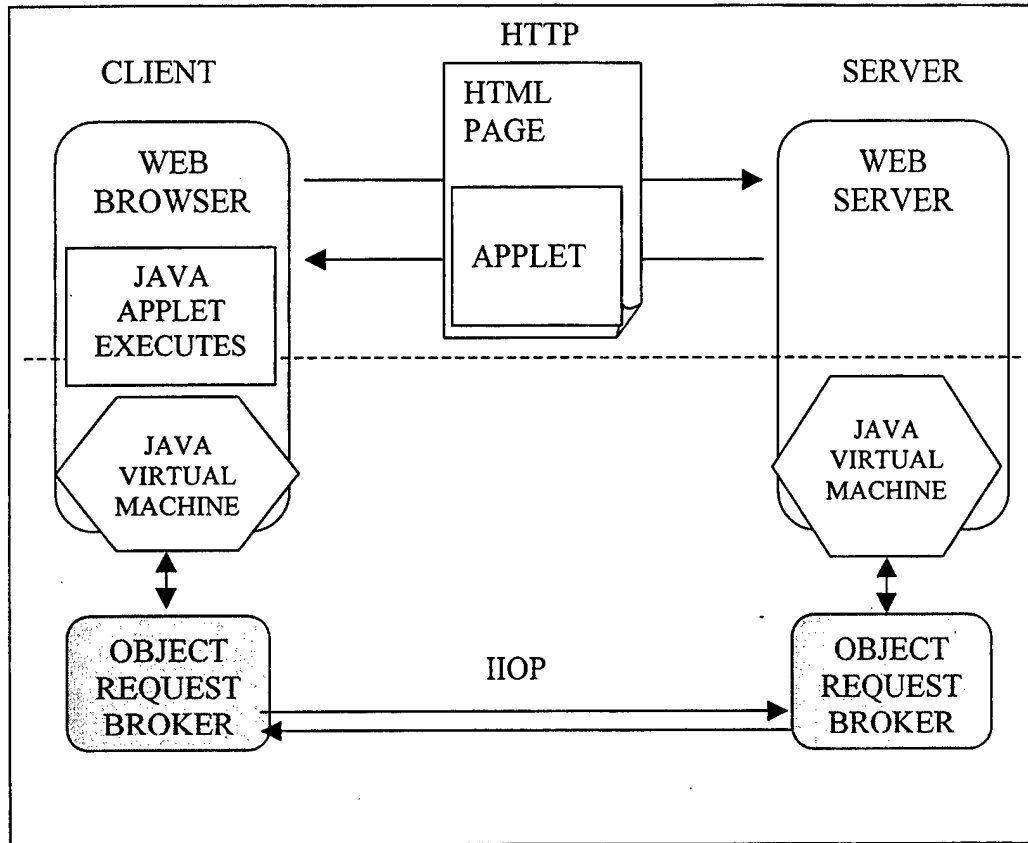 HTTP
CLIENT
SERVER
HTML
PAGE
WEB
BROWSER
WEB
SERVER
APPLET
JAVA
APPLET
EXECUTES
JAVA
VIRTUAL
MACHINE
JAVA
VIRTUAL
MACHINE
OBJECT
REQUEST
BROKER
IIOP
OBJECT
REQUEST
BROKER